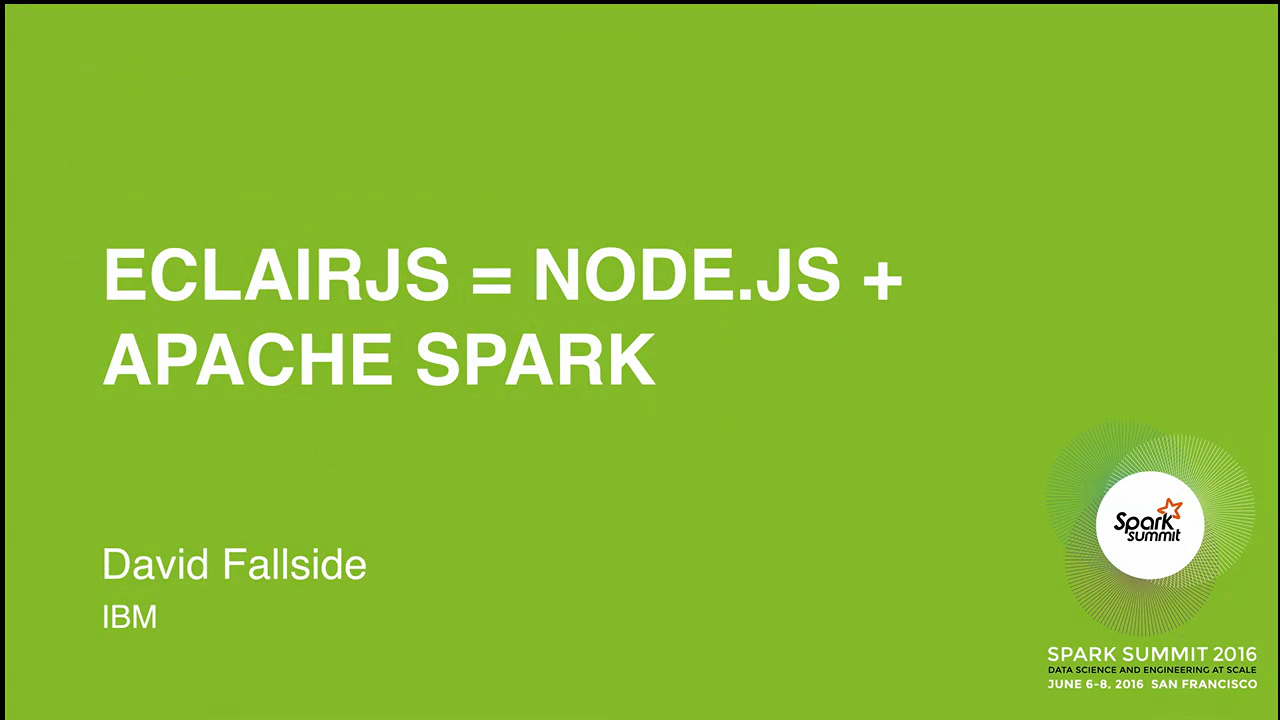 ECLAIRJS = NODE.JS +
APACHE SPARK
David Fallside
IBM
Spark
summit
SPARK SUMMIT 2016
DATA SCIENCE AND ENGINEERING AT SCALE
JUNE 6-8, 2016 SAN FRANCISCO